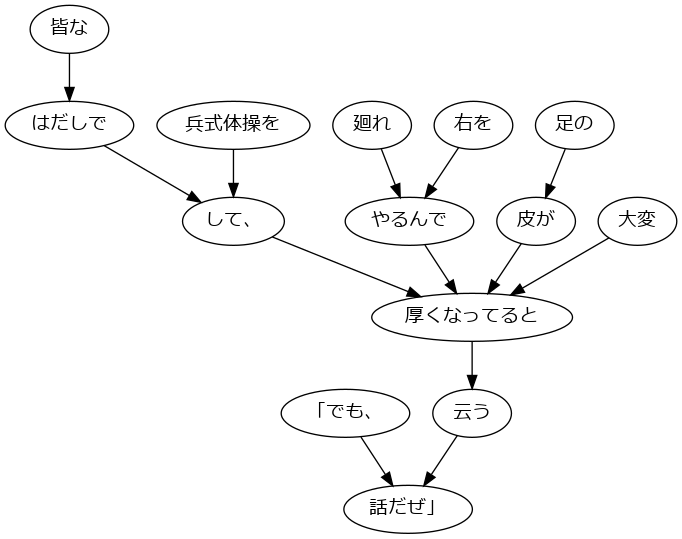 皆な
はだしで
兵式体操を
廻れ
右を
足の
して、
やるんで
皮が
大変
厚くなってると
「でも、
云う
話だぜ」